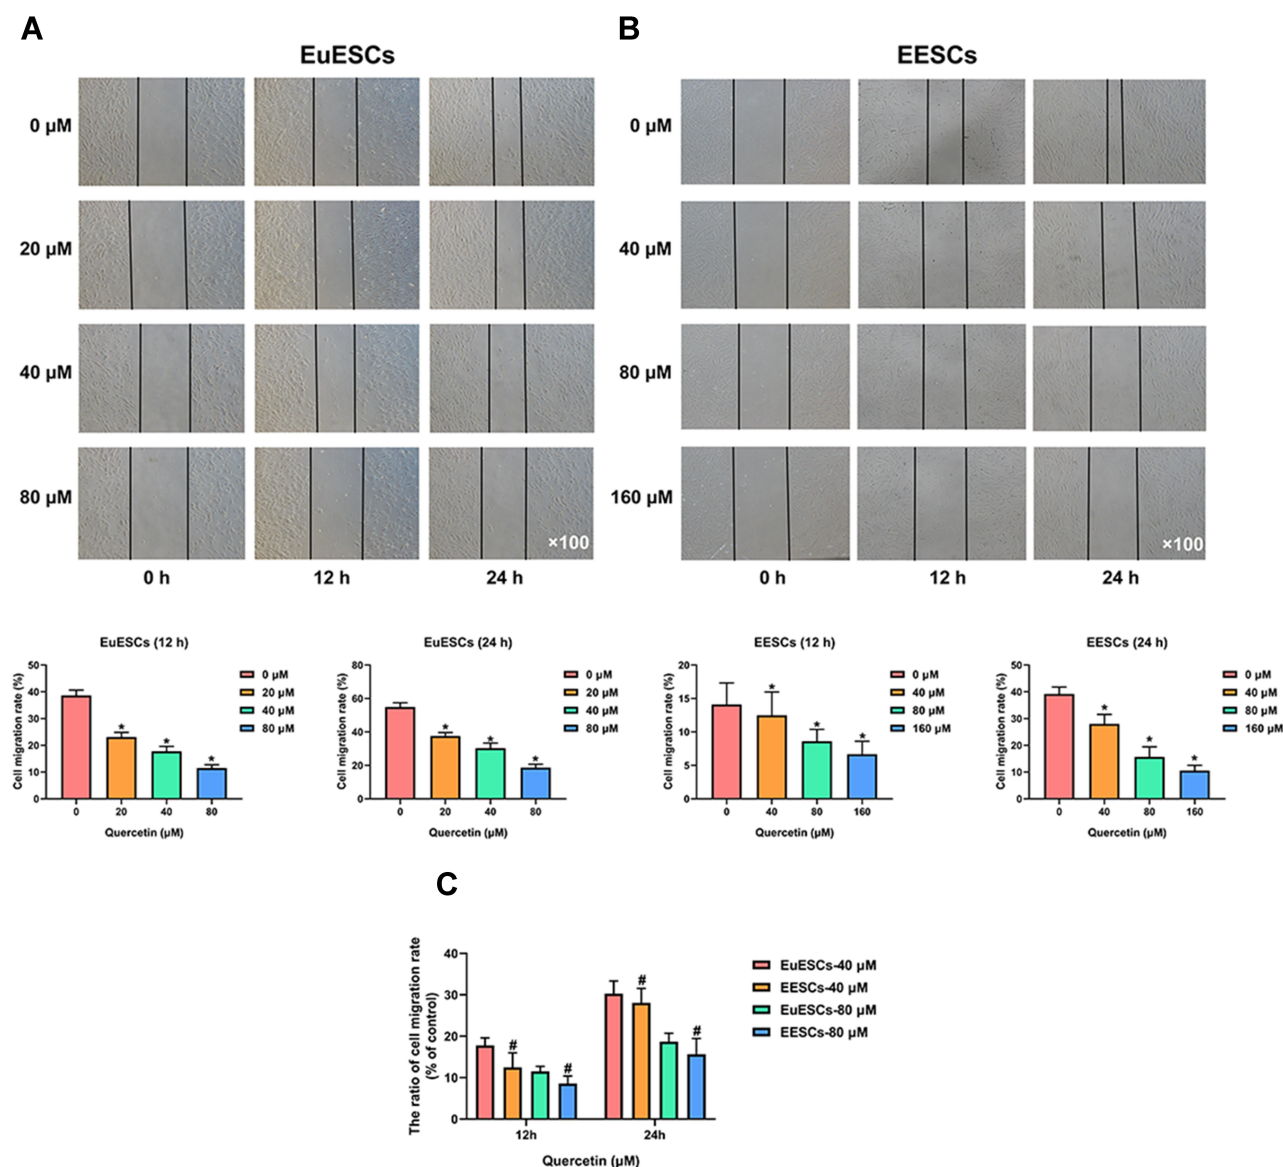 A
B
EuESCs
EESCs
0 μM
20 μM
40 μM
80 μM
×100
0 h
12 h
24 h
0 μM
40 μM
80 μM
160 μM
×100
0 h
12 h
24 h
EuESCs (12 h)
Cell migration rate (%)
50
40
30
20
10
0
0
20
40
80
Quercetin (μM)
0 μM
20 μM
40 μM
80 μM
*
*
*
EuESCs (24 h)
Cell migration rate (%)
80
60
40
20
0
0
20
40
80
Quercetin (μM)
0 μM
20 μM
40 μM
80 μM
*
*
*
EESCs (12 h)
Cell migration rate (%)
20
15
10
5
0
0
40
80
160
Quercetin (μM)
0 μM
40 μM
80 μM
160 μM
*
*
*
EESCs (24 h)
Cell migration rate (%)
50
40
30
20
10
0
0
40
80
160
Quercetin (μM)
0 μM
40 μM
80 μM
160 μM
*
*
*
C
The ratio of cell migration rate
(% of control)
40
30
20
10
0
#
#
#
#
12h
24h
Quercetin (μM)
EuESCs-40 μM
EESCs-40 μM
EuESCs-80 μM
EESCs-80 μM